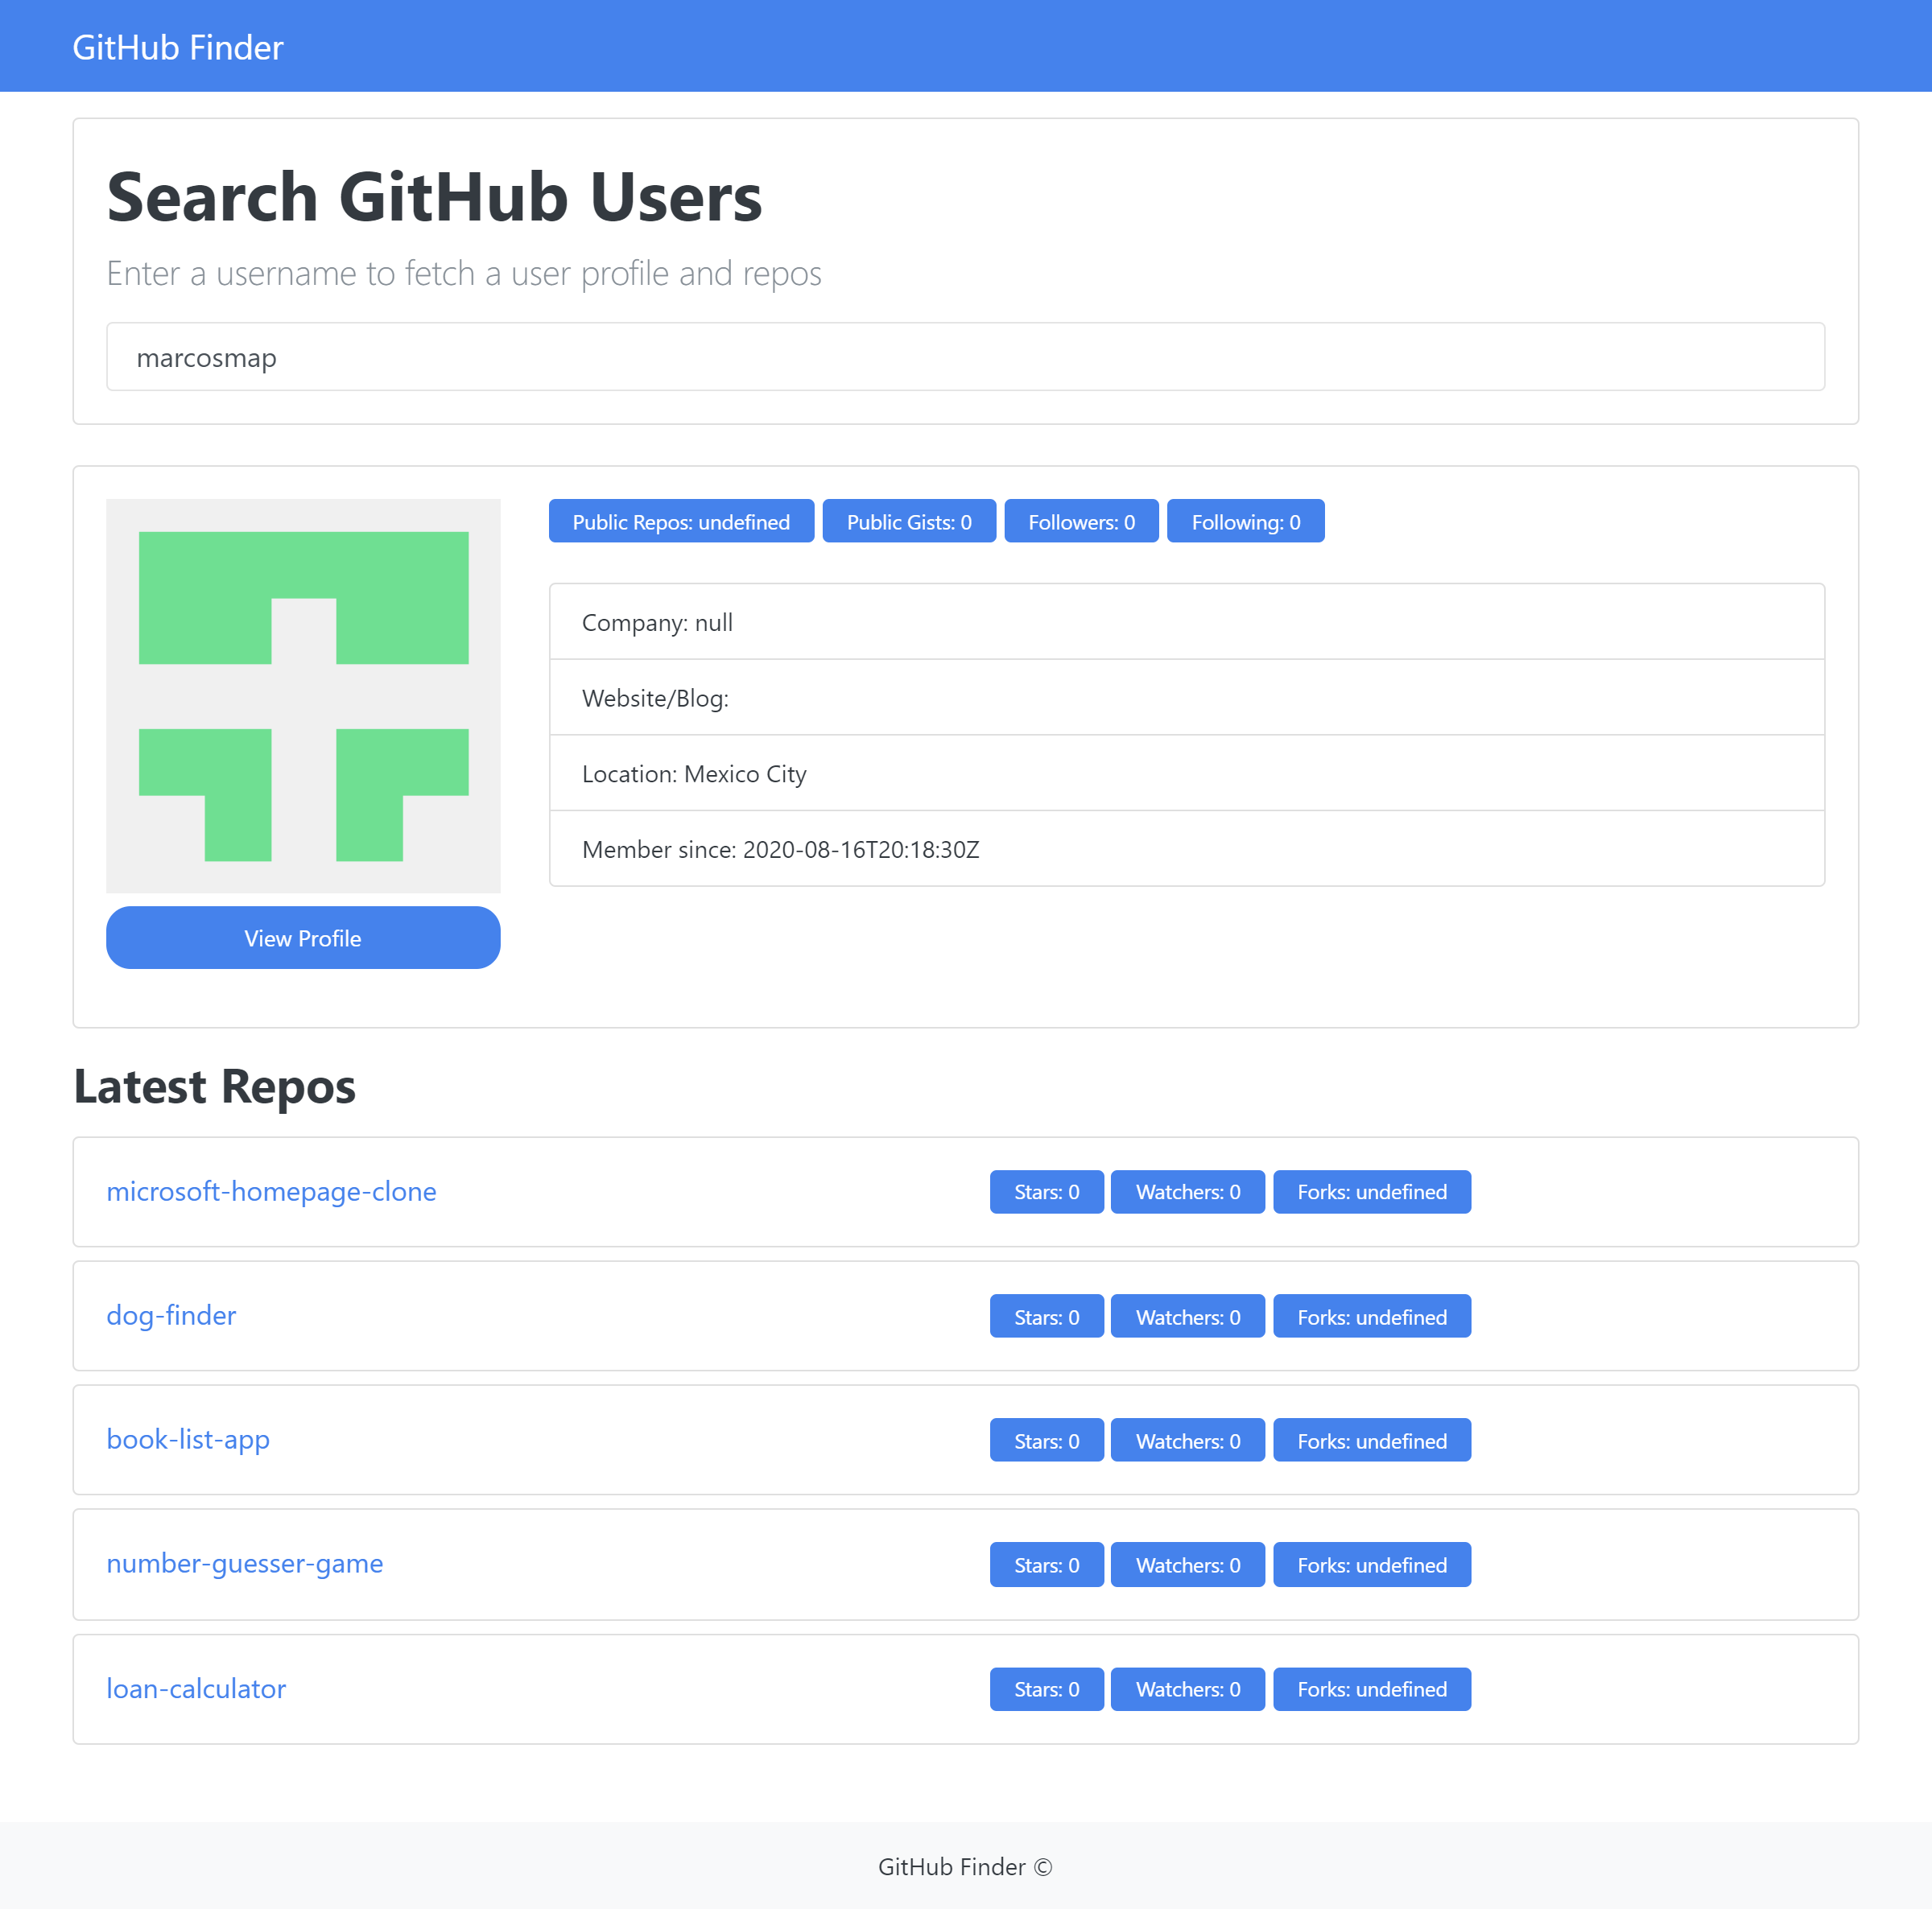 GitHub Finder
Search GitHub Users
Enter a username to fetch a user profile and repos
marcosmap
Public Repos: undefined Public Gists: 0 Followers: 0 Following: 0
Company: null
Website/Blog:
Location: Mexico City
Member since: 2020-08-16T20:18:30Z
View Profile
Latest Repos
microsoft-homepage-clone Stars: 0 Watchers: 0 Forks: undefined
dog-finder Stars: 0 Watchers: 0 Forks: undefined
book-list-app Stars: 0 Watchers: 0 Forks: undefined
number-guesser-game Stars: 0 Watchers: 0 Forks: undefined
loan-calculator Stars: 0 Watchers: 0 Forks: undefined
GitHub Finder ©